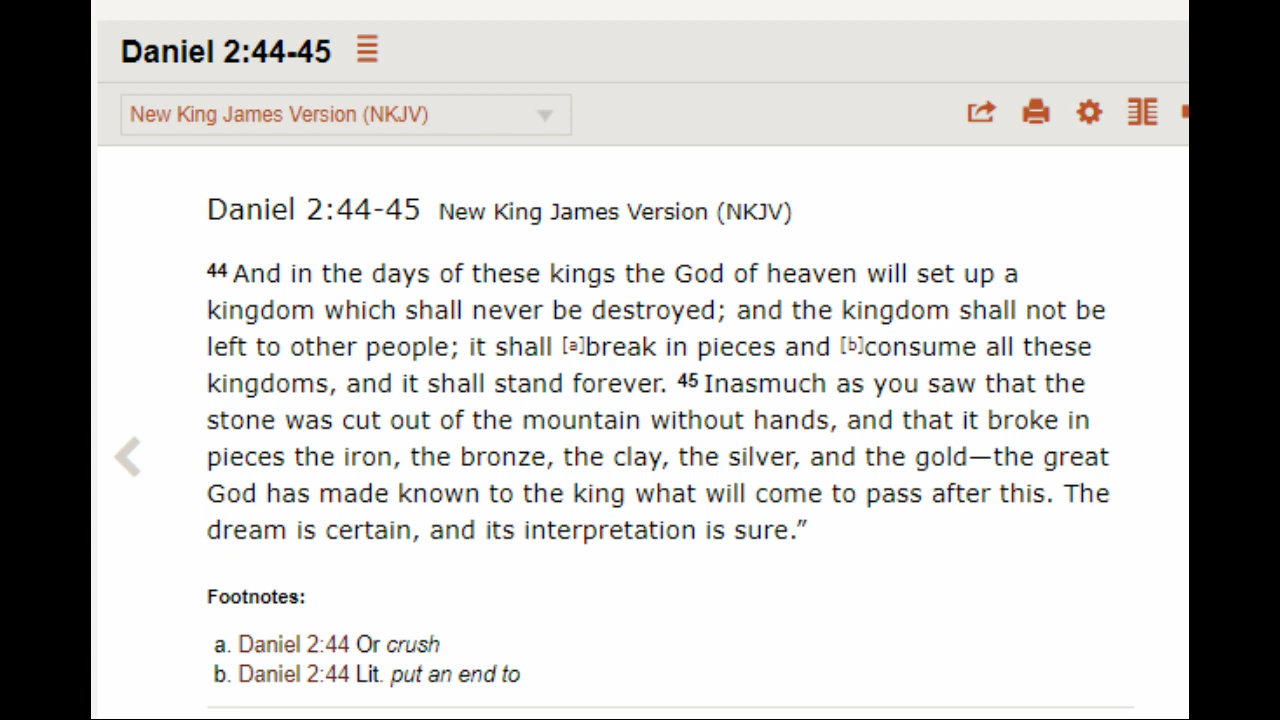 Daniel 2:44-45
New King James Version (NKJV)
Daniel 2:44-45 New King James Version (NKJV)
44 And in the days of these kings the God of heaven will set up a
kingdom which shall never be destroyed; and the kingdom shall not be
left to other people; it shall [a]break in pieces and [b]consume all these
kingdoms, and it shall stand forever. 45 Inasmuch as you saw that the
stone was cut out of the mountain without hands, and that it broke in
pieces the iron, the bronze, the clay, the silver, and the gold—the great
God has made known to the king what will come to pass after this. The
dream is certain, and its interpretation is sure.”
Footnotes:
a. Daniel 2:44 Or crush
b. Daniel 2:44 Lit. put an end to